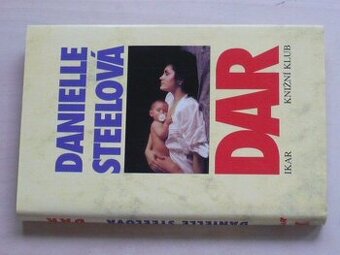 DANIELLE
STEELOVÁ
DAR
IKAR
KNIŽNÍ KLUB
DANIELLE STEELOVÁ
DAR